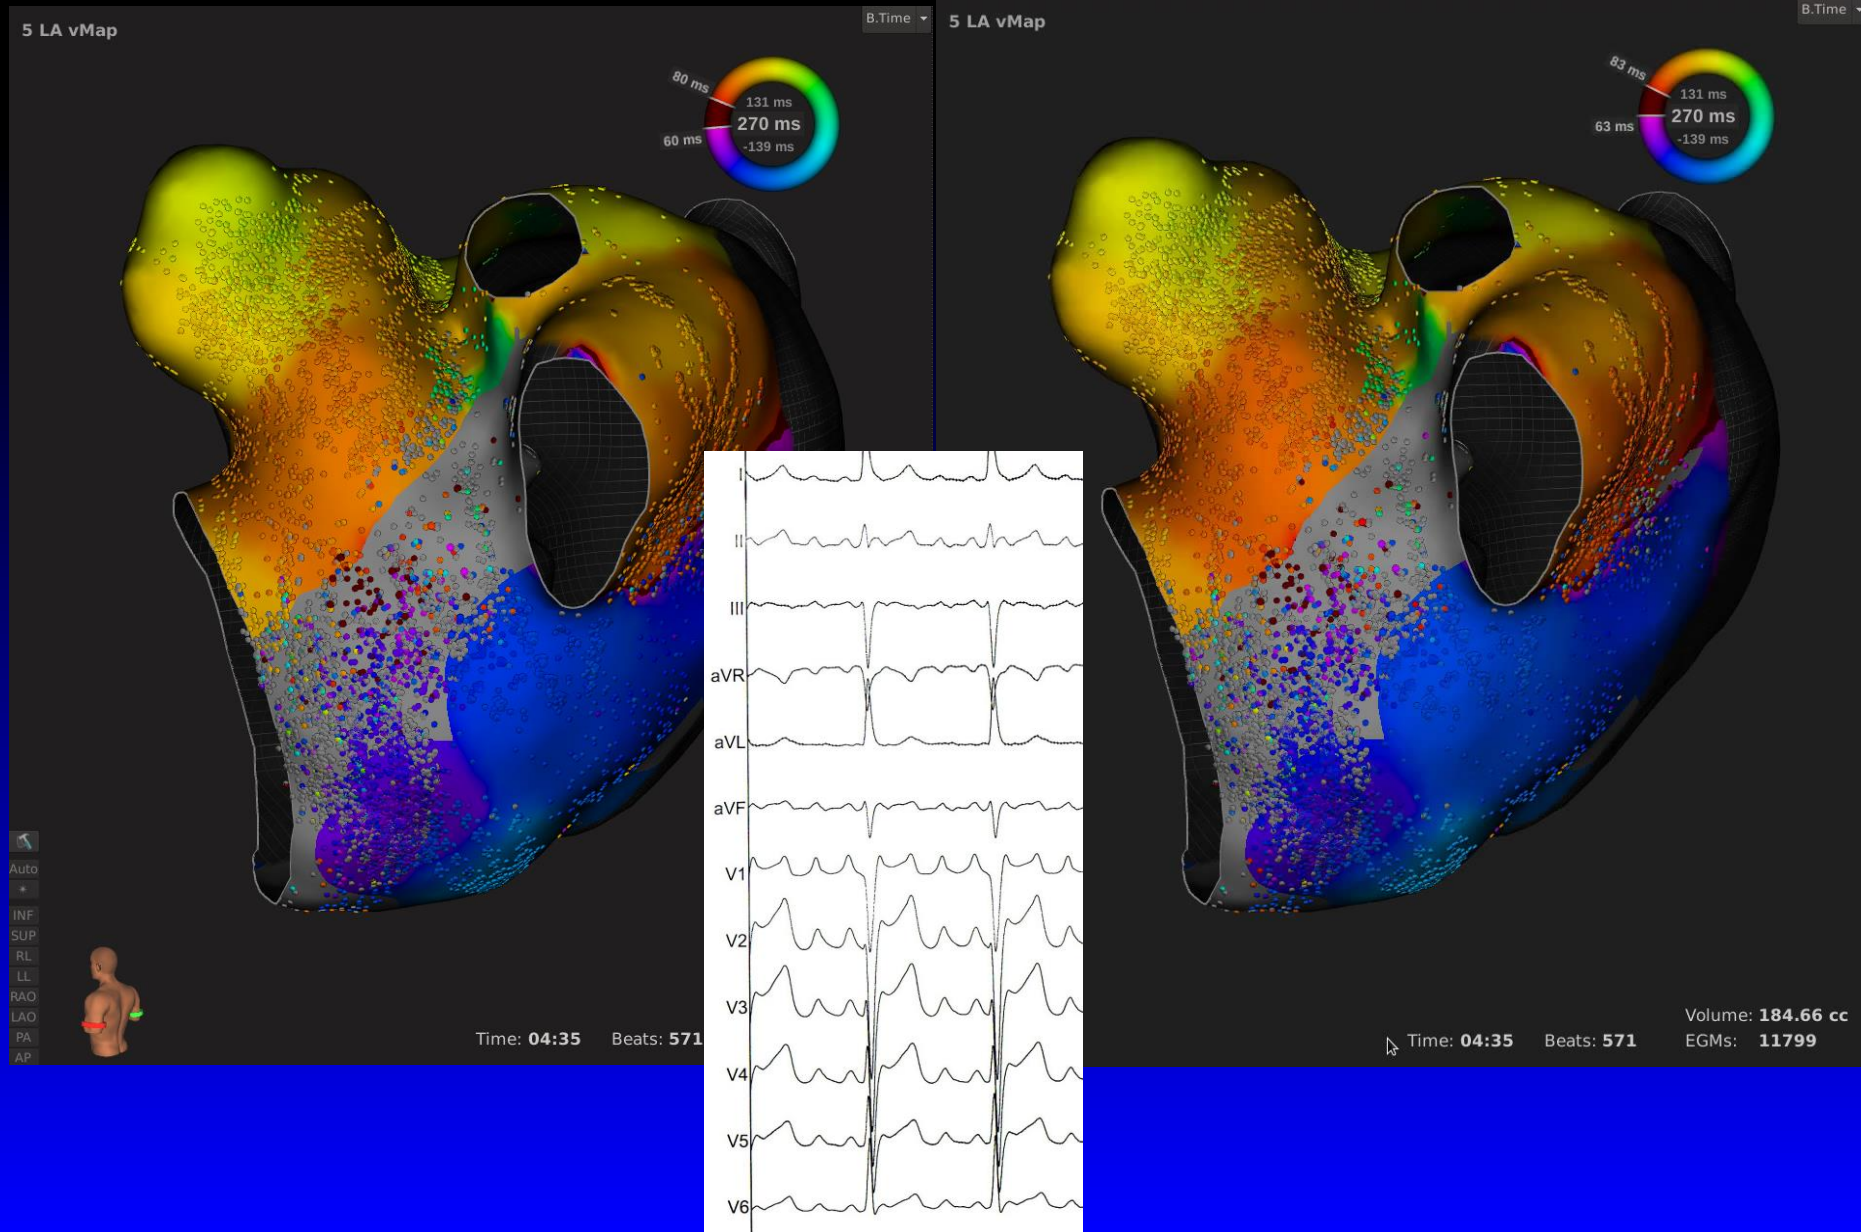 5 LA vMap
B.Time
80 ms
131 ms
270 ms
60 ms
-139 ms
Auto
*
INF
SUP
RL
LL
RAO
LAO
PA
AP
Time: 04:35 Beats: 571
5 LA vMap
B.Time
83 ms
131 ms
270 ms
63 ms
-139 ms
Volume: 184.66 cc
Time: 04:35 Beats: 571 EGMs: 11799
I
II
III
aVR
aVL
aVF
V1
V2
V3
V4
V5
V6